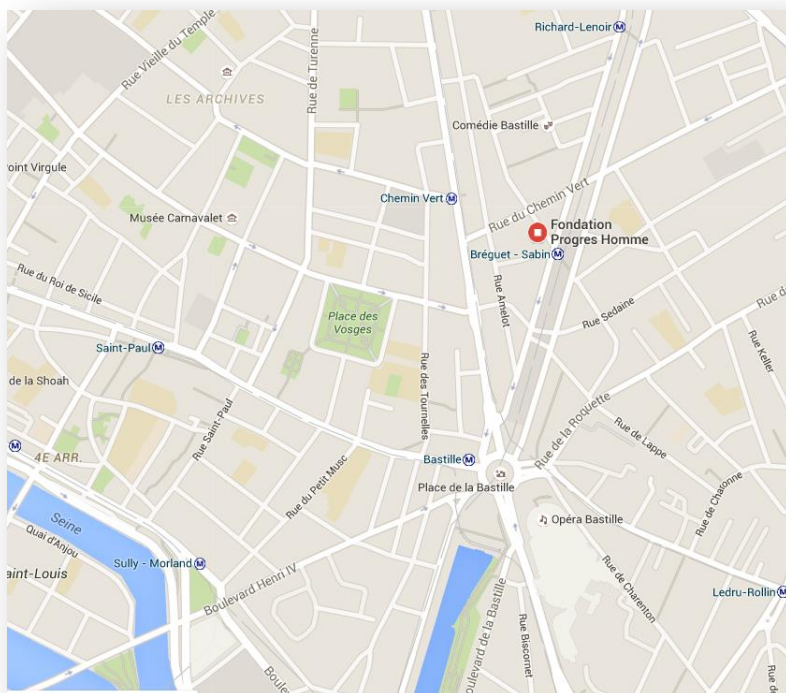 Richard-Lenoir
Rue Vieille du Temple
Rue de Turenne
LES ARCHIVES
Comédie Bastille
oint Virgule
Chemin Vert
Rue du Chemin Vert
Musée Carnavalet
Fondation
Progres Homme
Bréguet - Sabin
Rue du Roi de Sicile
Rue Amelot
Place des
Vosges
Rue Sedaine
Rue d
Saint-Paul
Rue Keller
de la Shoah
Rue des Tournelles
Rue de la Roquette
Rue Saint-Paul
Rue de Lappe
4E ARR.
Bastille
Rue du Petit Musc
Place de la Bastille
Rue de Charonne
Seine
Opéra Bastille
Quai d'Anjou
Sully - Morland
aint-Louis
Boulevard Henri IV
Rue de Charenton
Ledru-Rollin
Boulev
oulevard de la Bastille
Rue Biscornet
Rue de